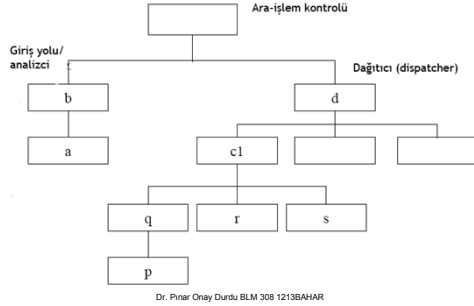 Ara-işlem kontrolü
Giriş yolu/
analizci
Dağıtıcı (dispatcher)
b
d
a
c1
q
r
s
p
Dr. Pınar Onay Durdu BLM 308 1213BAHAR